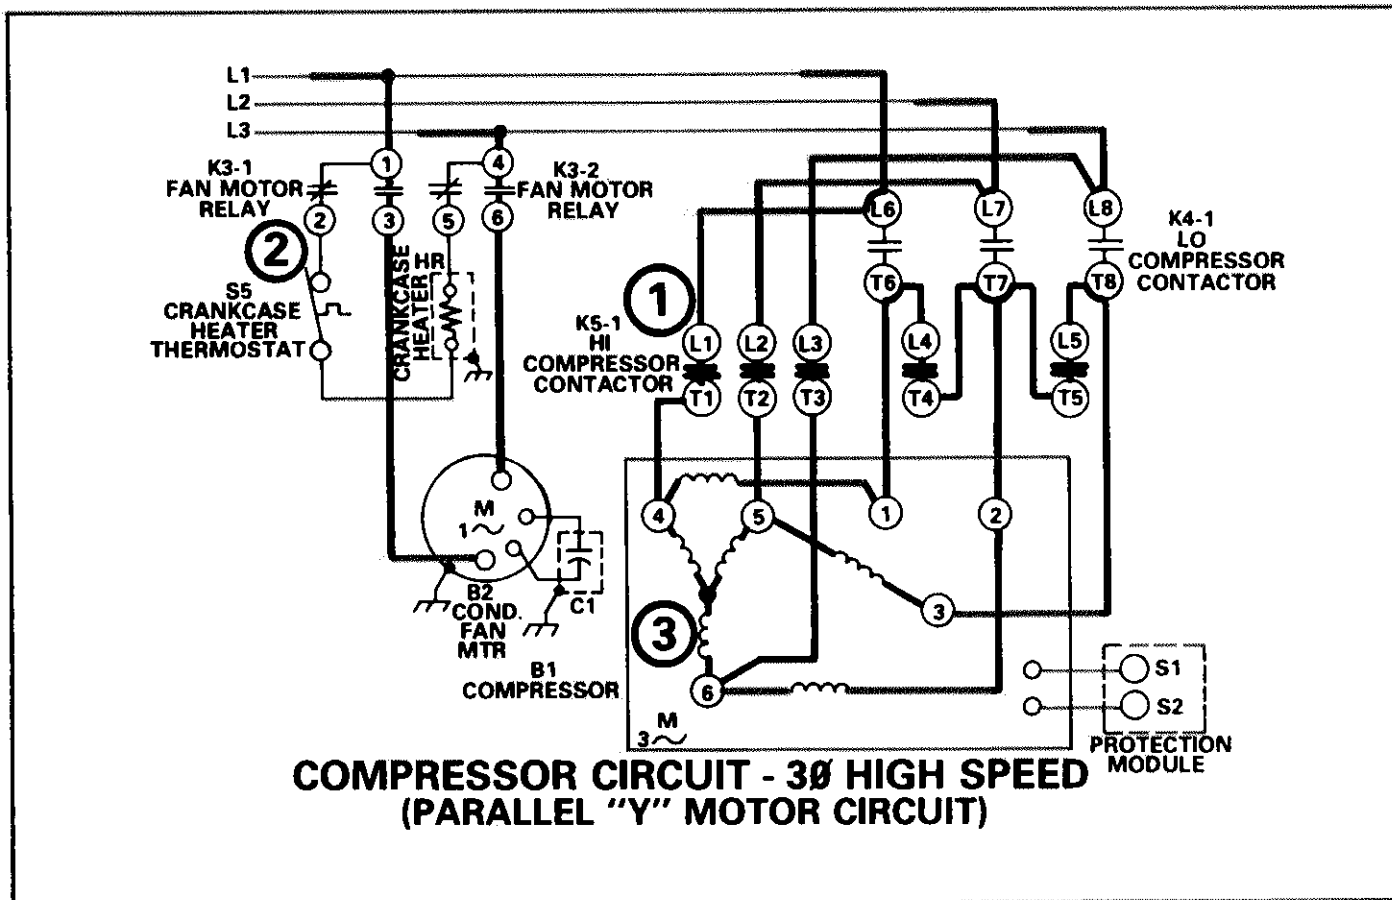 L1
L2
L3
K3-1
FAN MOTOR
RELAY
1
4
K3-2
FAN MOTOR
RELAY
2
3
5
6
L6
L7
L8
K4-1
LO
COMPRESSOR
CONTACTOR
T6
T7
T8
2
S5
CRANKCASE
HEATER
THERMOSTAT
HR
CRANKCASE
HEATER
1
K5-1
HI
COMPRESSOR
CONTACTOR
L1
L2
L3
L4
L5
T1
T2
T3
T4
T5
M
1~
C1
B2
COND.
FAN
MTR
B1
COMPRESSOR
4
5
1
2
3
3
6
M
3~
S1
S2
PROTECTION
MODULE
COMPRESSOR CIRCUIT - 3Ø HIGH SPEED
(PARALLEL "Y" MOTOR CIRCUIT)